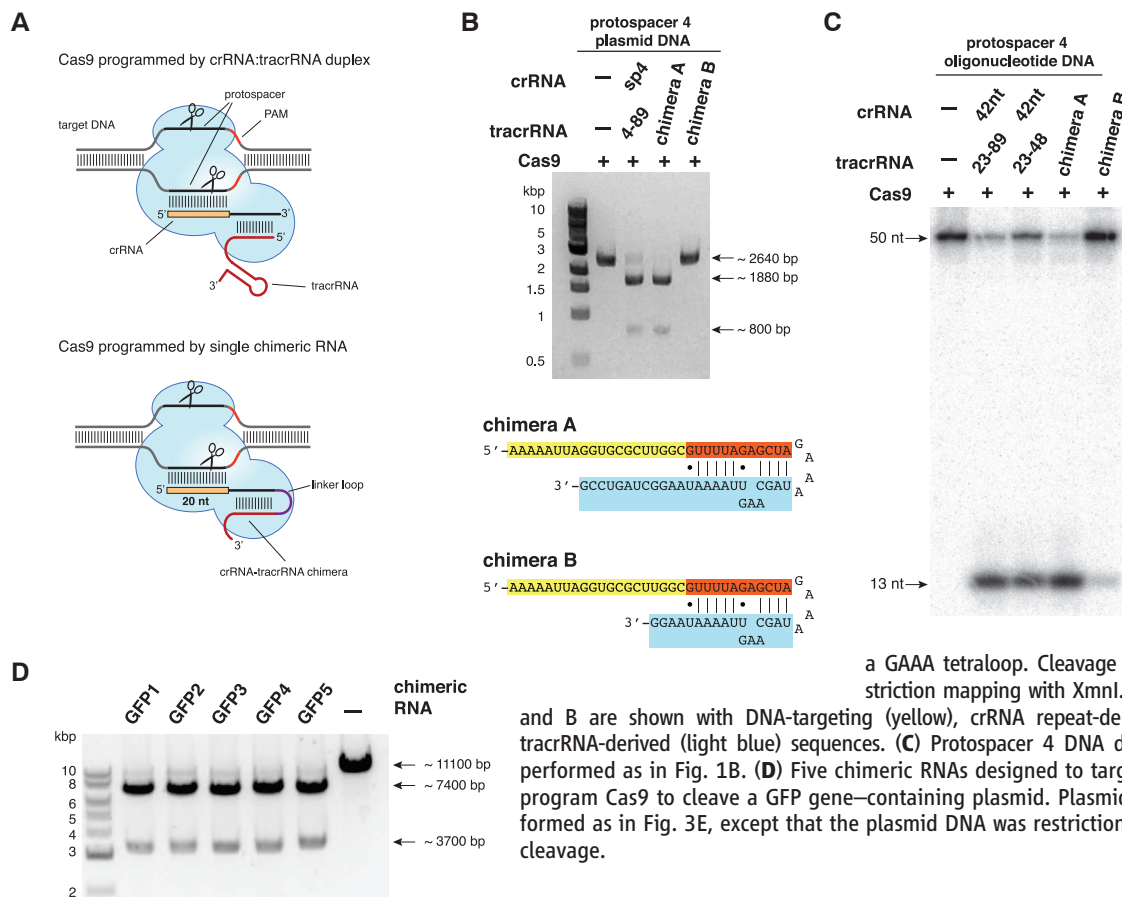 A
Cas9 programmed by crRNA:tracrRNA duplex
protospacer
PAM
target DNA
5'
3'
5'
crRNA
3'
tracrRNA
Cas9 programmed by single chimeric RNA
linker loop
5'
20 nt
3'
crRNA-tracrRNA chimera
B
protospacer 4
plasmid DNA
crRNA — sp4 chimera A chimera B
tracrRNA — 4-89
Cas9 + + + +
kbp
10
5
3
2
1.5
1
0.5
~ 2640 bp
~ 1880 bp
~ 800 bp
chimera A
5'-AAAAAUUAGGUGCGCUUGGCGUUUUAGAGCUA
G
A
A
A
3'-GCCUGAUCGGAAUAAAAUU CGAU
GAA
chimera B
5'-AAAAAUUAGGUGCGCUUGGCGUUUUAGAGCUA
G
A
A
A
3'-GGAAUAAAAUU CGAU
GAA
C
protospacer 4
oligonucleotide DNA
crRNA — 42nt 42nt chimera A chimera B
tracrRNA — 23-89 23-48
Cas9 + + + + +
50 nt
13 nt
D
GFP1 GFP2 GFP3 GFP4 GFP5 — chimeric
RNA
kbp
10
8
6
5
4
3
2
~ 11100 bp
~ 7400 bp
~ 3700 bp
a GAAA tetraloop. Cleavage
striction mapping with XmnI.
and B are shown with DNA-targeting (yellow), crRNA repeat-de
tracrRNA-derived (light blue) sequences. (C) Protospacer 4 DNA d
performed as in Fig. 1B. (D) Five chimeric RNAs designed to targ
program Cas9 to cleave a GFP gene–containing plasmid. Plasmic
formed as in Fig. 3E, except that the plasmid DNA was restriction
cleavage.